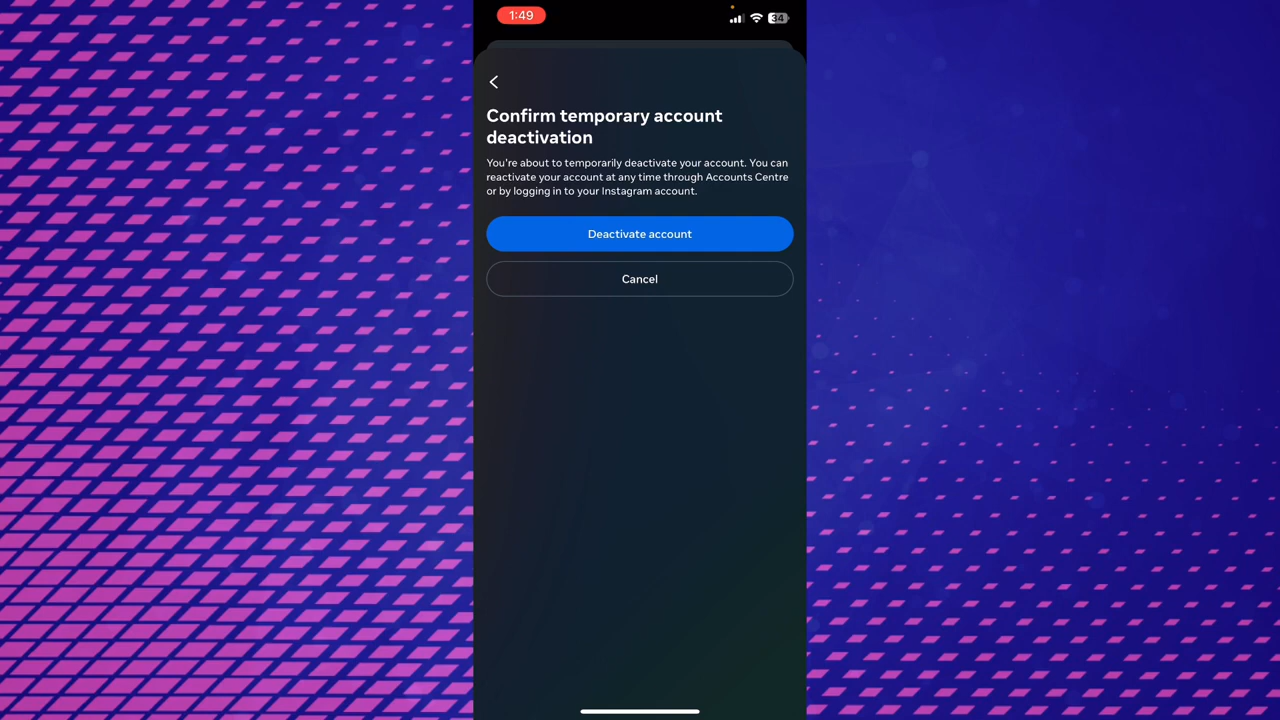 1:49
34
Confirm temporary account
deactivation
You're about to temporarily deactivate your account. You can
reactivate your account at any time through Accounts Centre
or by logging in to your Instagram account.
Deactivate account
Cancel